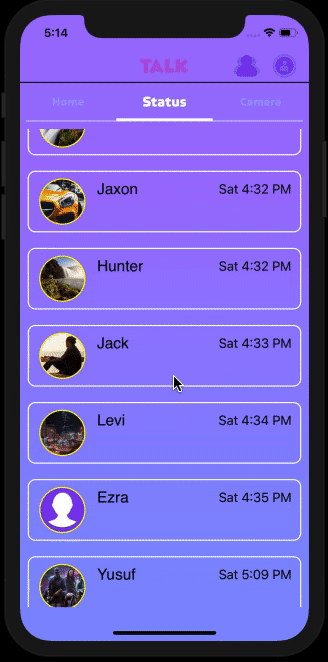 5:14
TALK
Home Status Camera
Jaxon Sat 4:32 PM
Hunter Sat 4:32 PM
Jack Sat 4:33 PM
Levi Sat 4:34 PM
Ezra Sat 4:35 PM
Yusuf Sat 5:09 PM